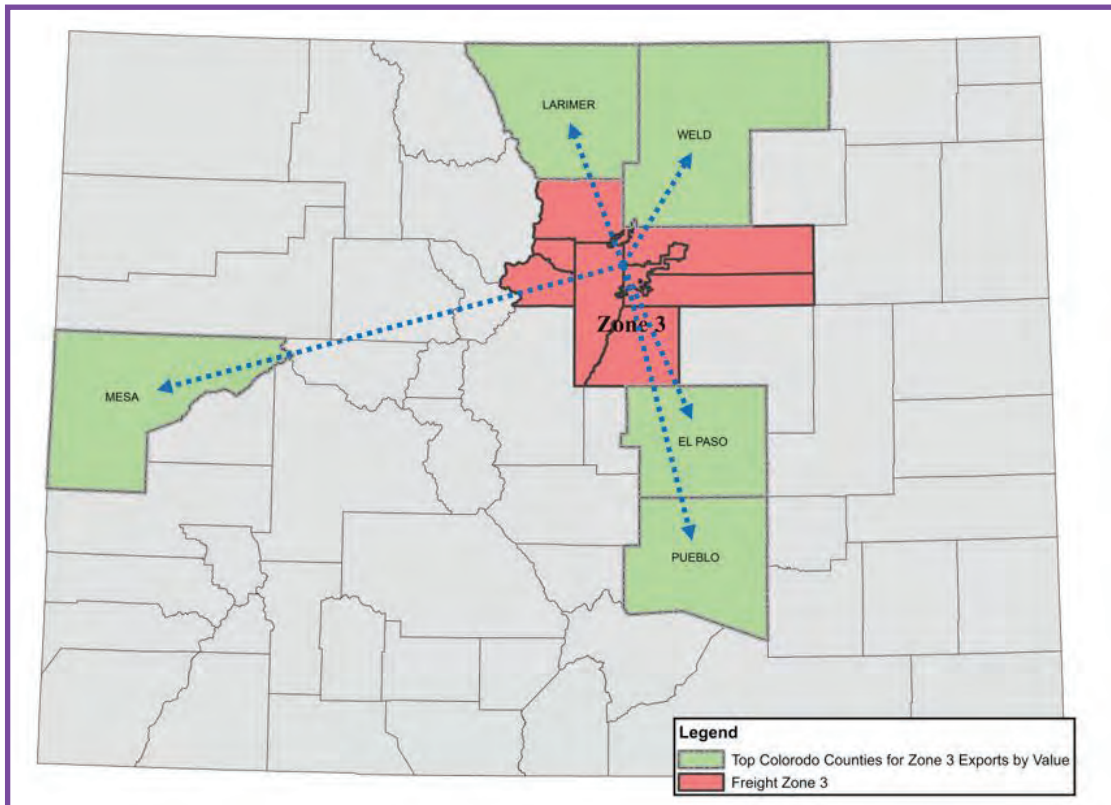 LARIMER
WELD
Zone 3
MESA
EL PASO
PUEBLO
Legend
Top Colorodo Counties for Zone 3 Exports by Value
Freight Zone 3